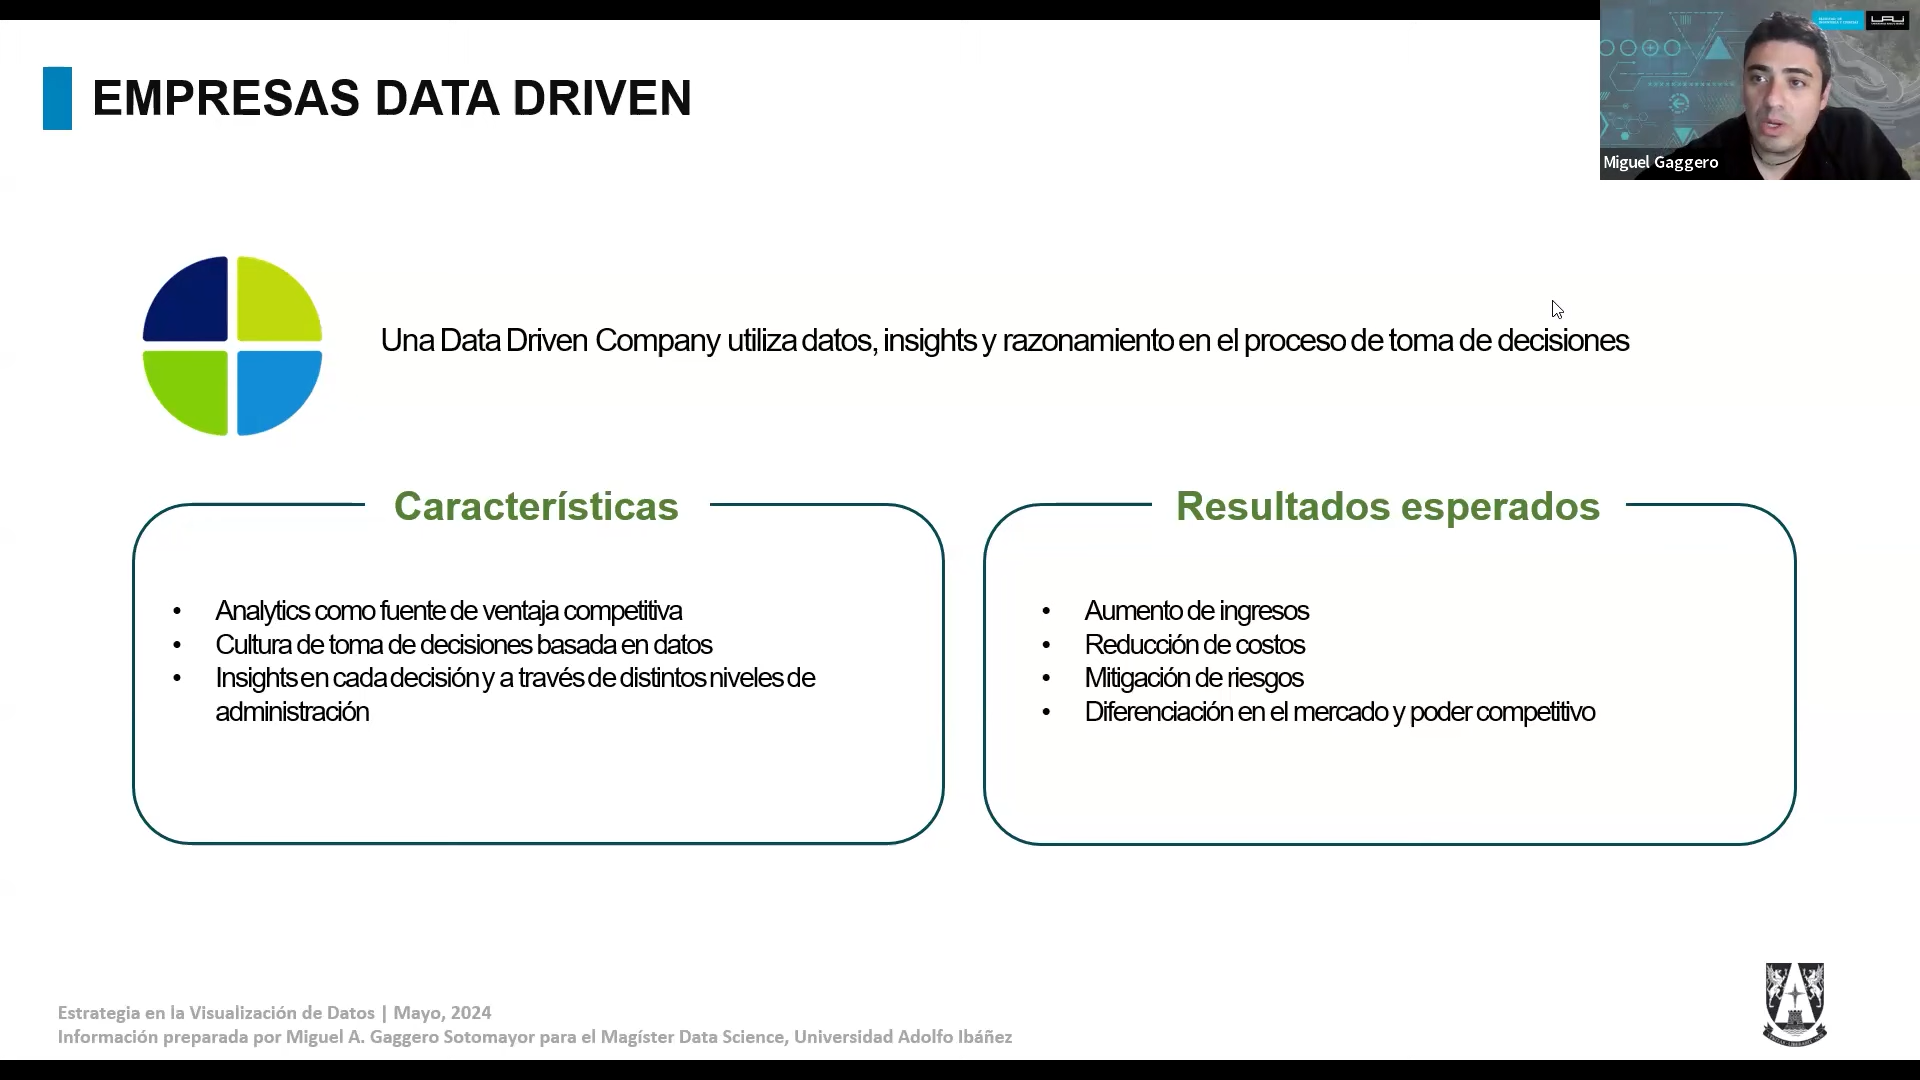 EMPRESAS DATA DRIVEN
Miguel Gaggero
Una Data Driven Company utiliza datos, insights y razonamiento en el proceso de toma de decisiones
Características
• Analytics como fuente de ventaja competitiva
• Cultura de toma de decisiones basada en datos
• Insights en cada decisión y a través de distintos niveles de
administración
Resultados esperados
• Aumento de ingresos
• Reducción de costos
• Mitigación de riesgos
• Diferenciación en el mercado y poder competitivo
Estrategia en la Visualización de Datos | Mayo, 2024
Información preparada por Miguel A. Gaggero Sotomayor para el Magíster Data Science, Universidad Adolfo Ibáñez